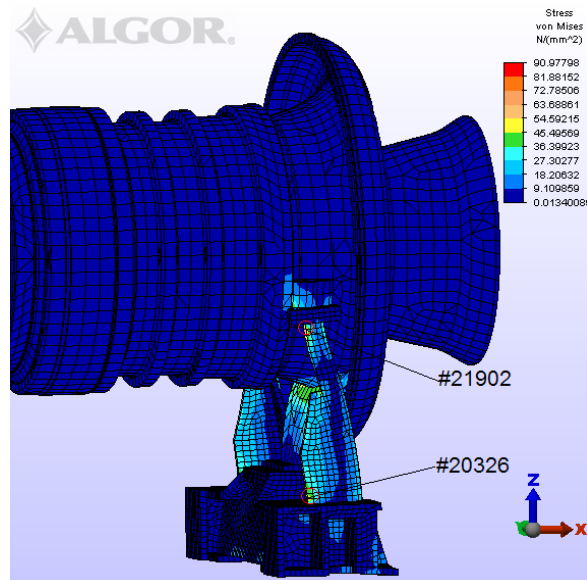 ALGOR®
Stress
von Mises
N/(mm^2)
90.97798
81.88152
72.78506
63.68861
54.59215
45.49569
36.39923
27.30277
18.20632
9.109859
0.0134008
#21902
#20326
Z
Y
X